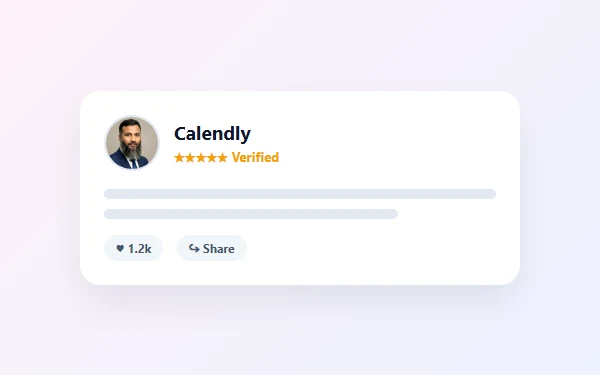 Calendly
★★★★★ Verified
♥ 1.2k
↪ Share